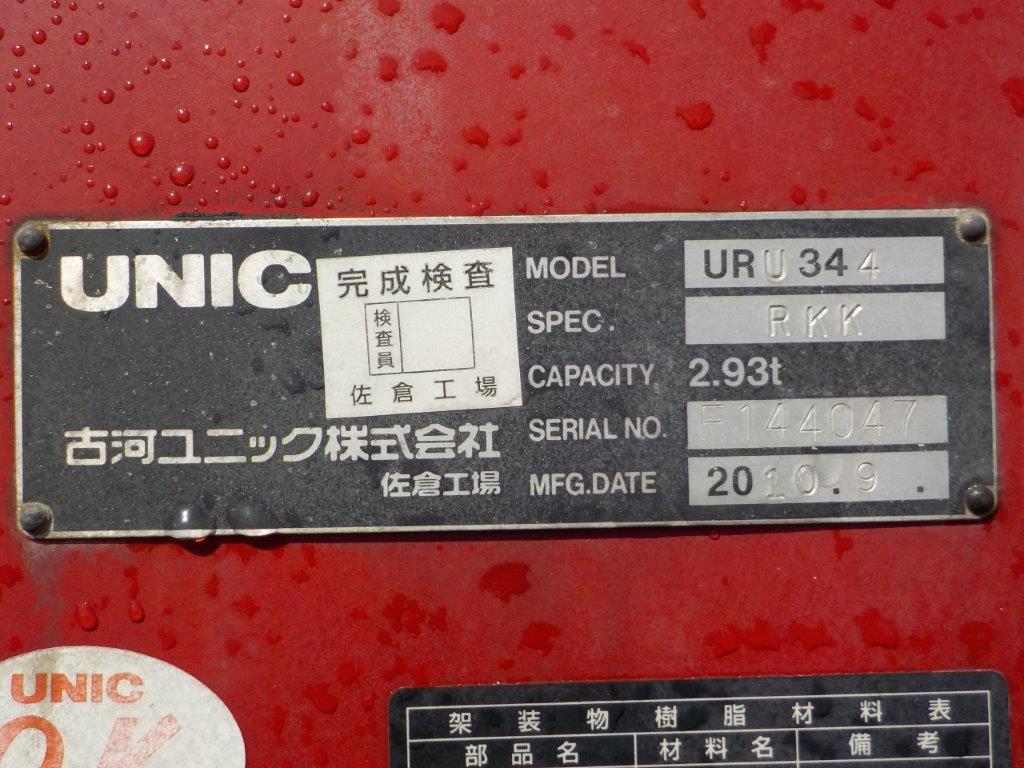 UNIC
完成検査
検査員
佐倉工場
古河ユニック株式会社
佐倉工場
MODEL URU344
SPEC. RKK
CAPACITY 2.93t
SERIAL NO. F144047
MFG.DATE 2010.9.
UNIC
OK
架装物樹脂材料表
部品名 材料名 備考